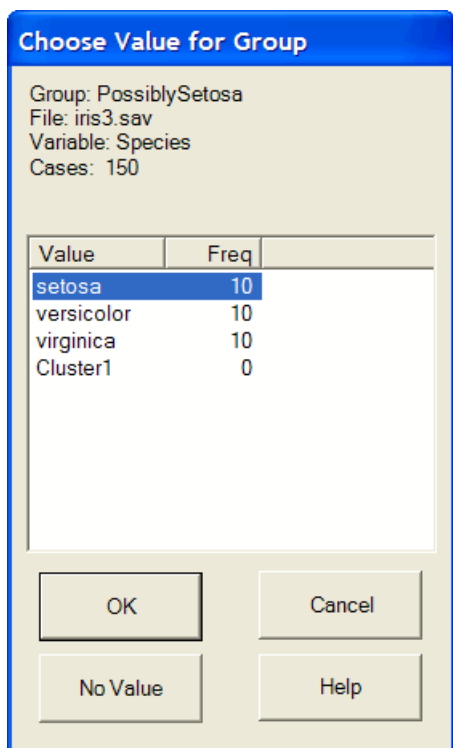 Choose Value for Group
Group: PossiblySetosa
File: iris3.sav
Variable: Species
Cases: 150
Value Freq
setosa 10
versicolor 10
virginica 10
Cluster1 0
OK Cancel
No Value Help